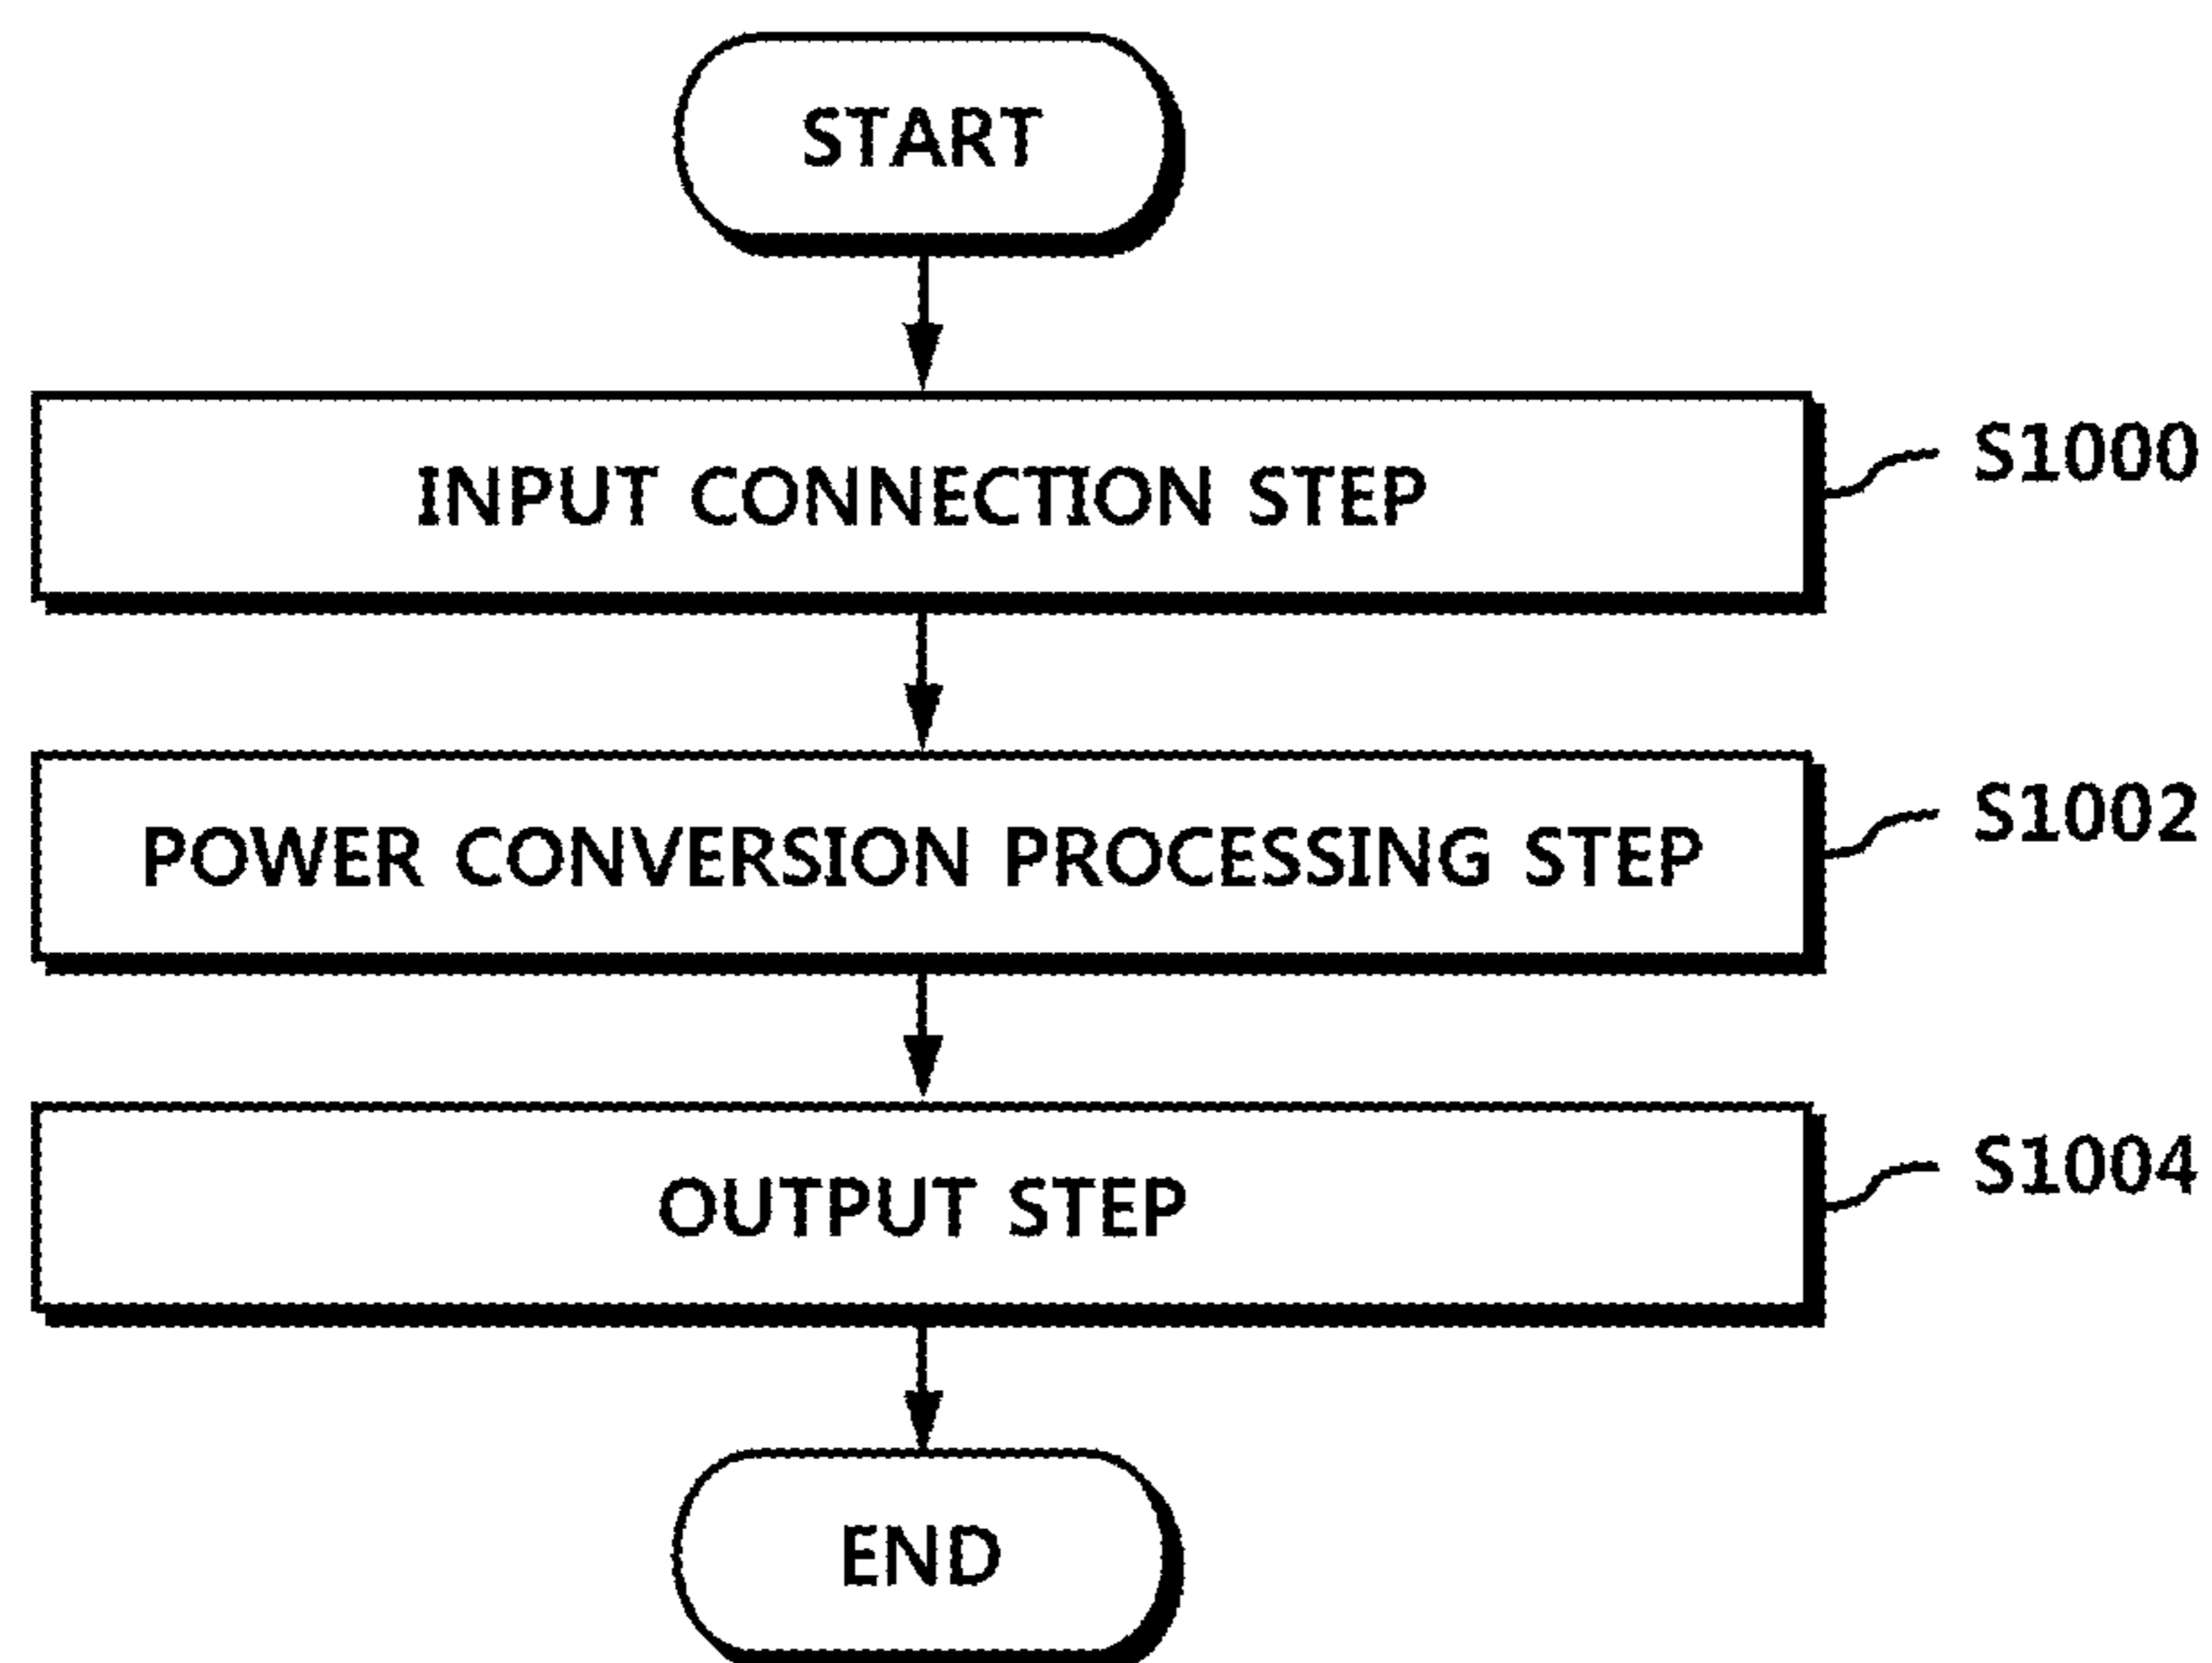 START
INPUT CONNECTION STEP
S1000
POWER CONVERSION PROCESSING STEP
S1002
OUTPUT STEP
S1004
END